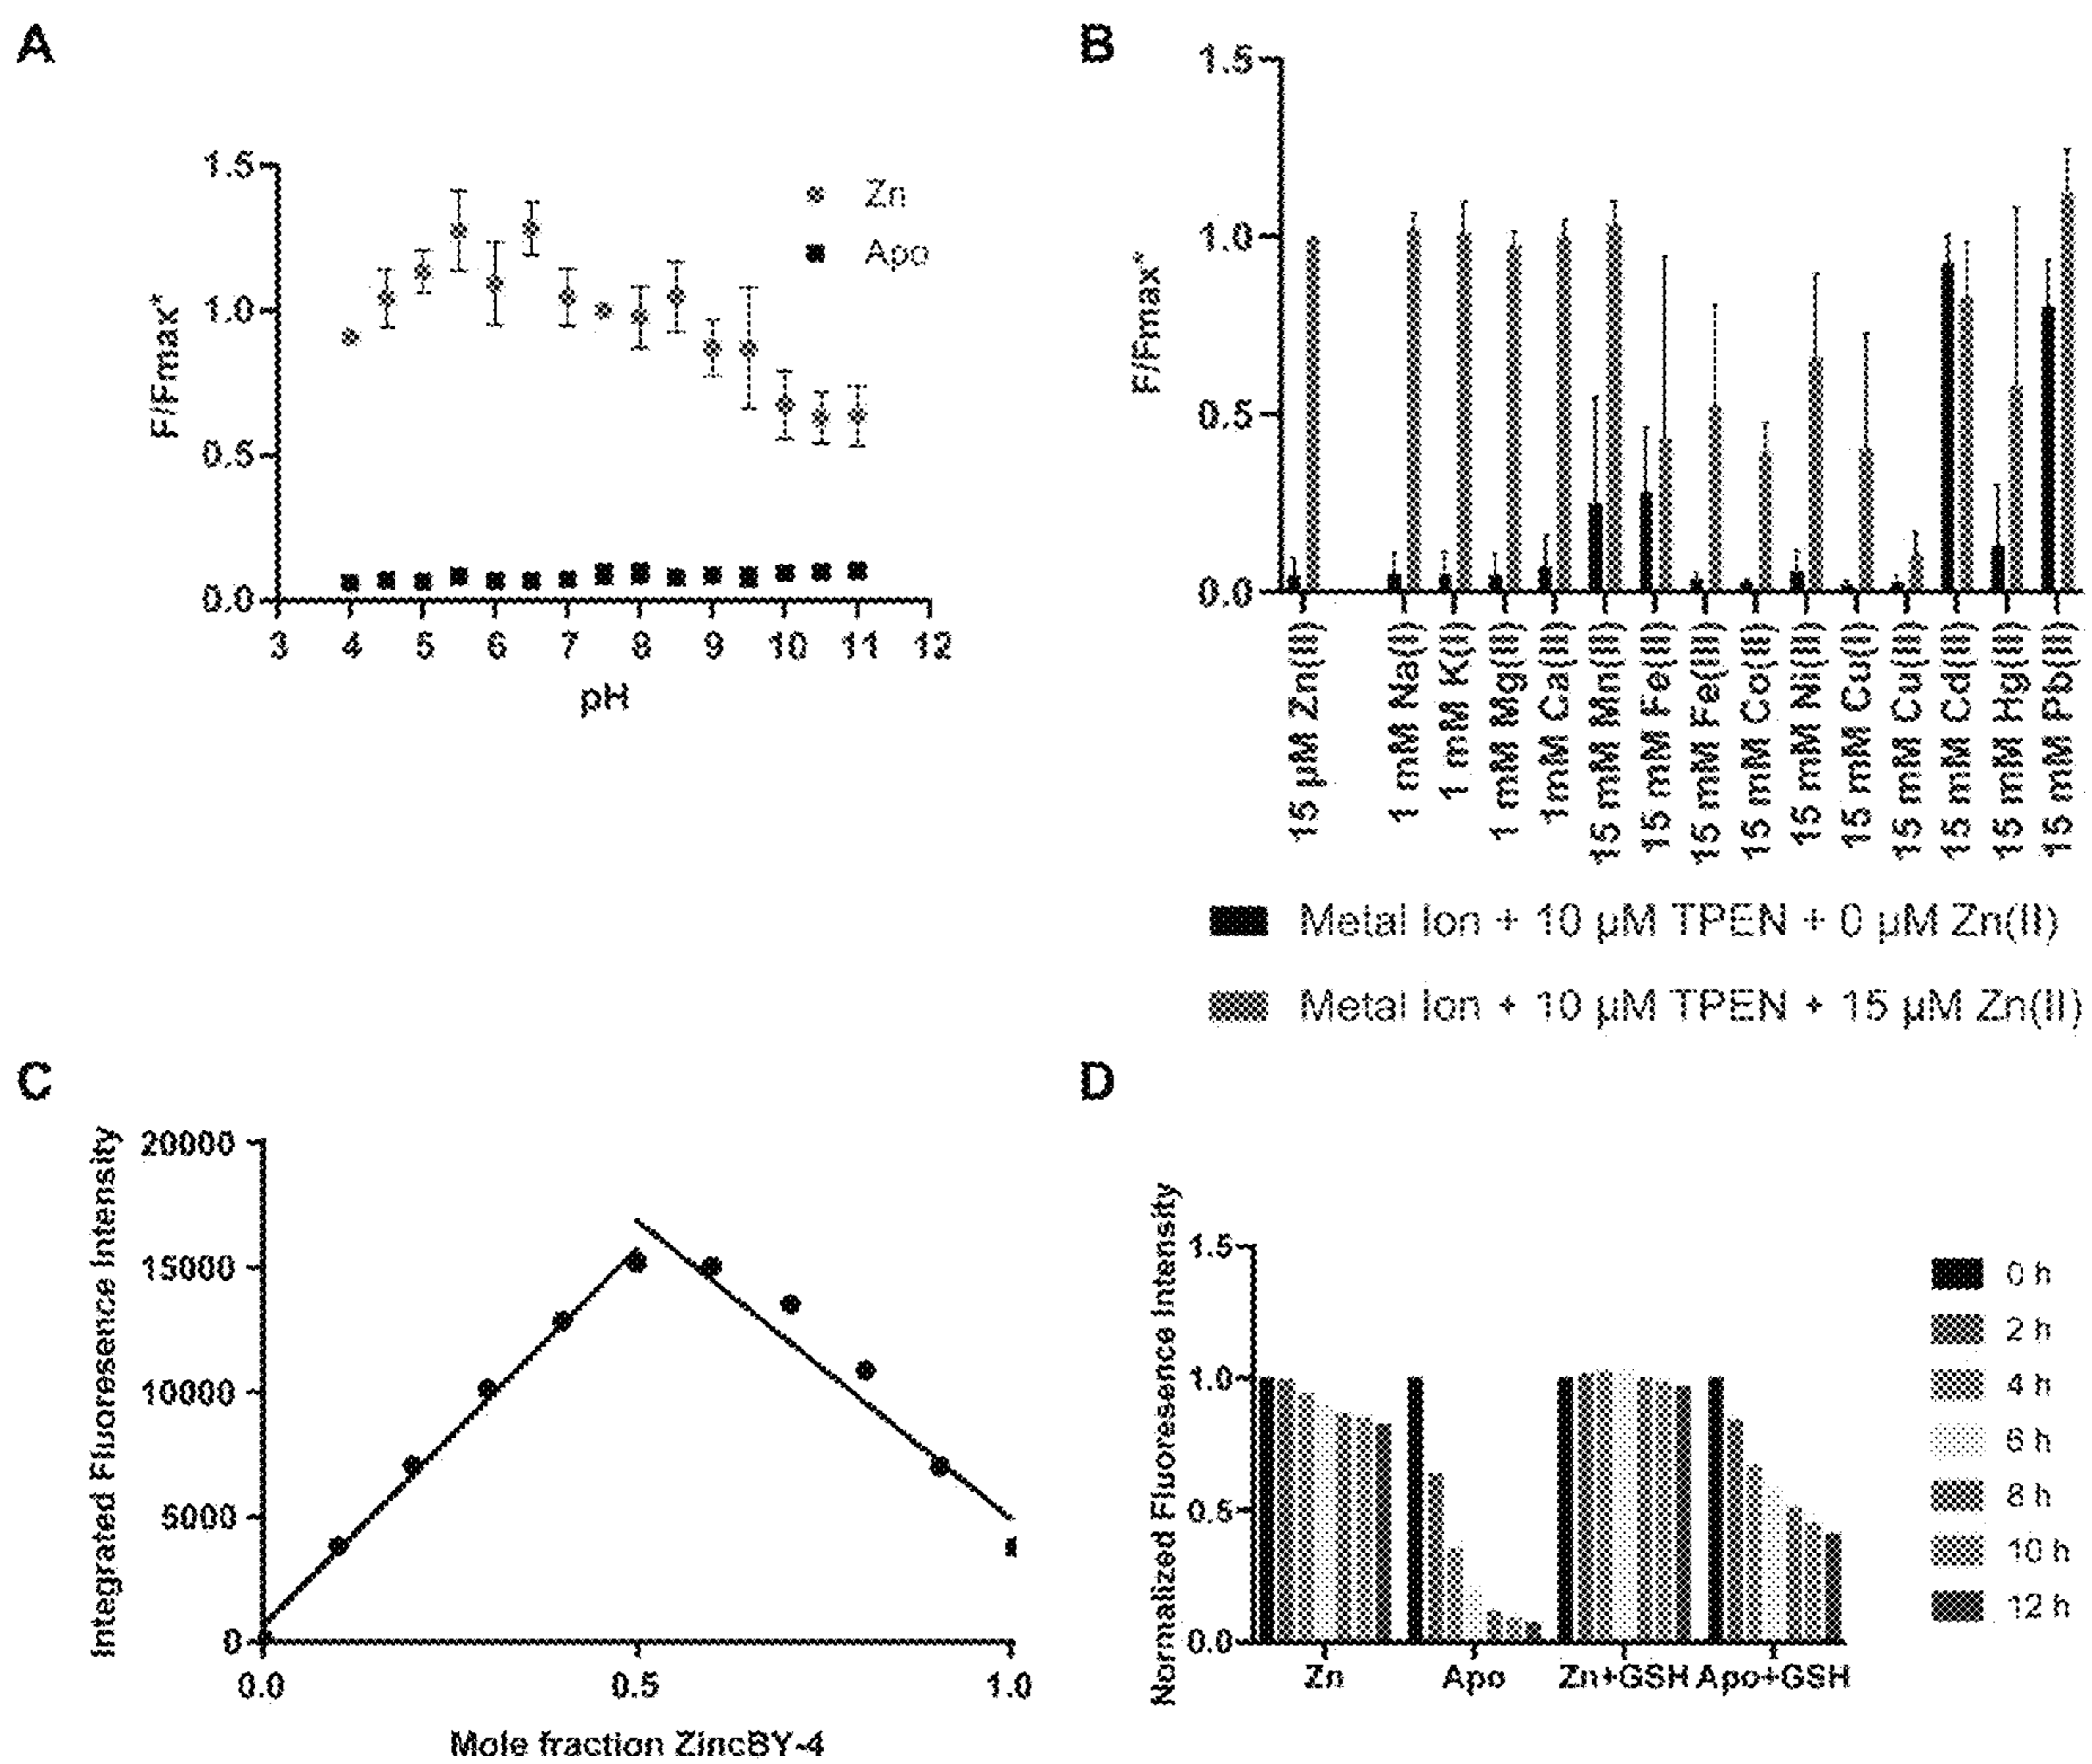 A
1.5
1.0
0.5
0.0
F/Fmax*
Zn
Apo
3 4 5 6 7 8 9 10 11 12
pH
B
1.5
1.0
0.5
0.0
F/Fmax*
15 µM Zn(II)
1 mM Na(I)
1 mM K(I)
1 mM Mg(II)
1mM Ca(II)
15 mM Mn(II)
15 mM Fe(II)
15 mM Fe(III)
15 mM Co(II)
15 mM Ni(II)
15 mM Cu(I)
15 mM Cu(II)
15 mM Cd(II)
15 mM Hg(II)
15 mM Pb(II)
Metal Ion + 10 µM TPEN + 0 µM Zn(II)
Metal Ion + 10 µM TPEN + 15 µM Zn(II)
C
20000
15000
10000
5000
0
Integrated Fluoresence Intensity
0.0 0.5 1.0
Mole fraction ZincBY-4
D
1.5
1.0
0.5
0.0
Normalized Fluoresence Intensity
Zn Apo Zn+GSH Apo+GSH
0 h
2 h
4 h
6 h
8 h
10 h
12 h